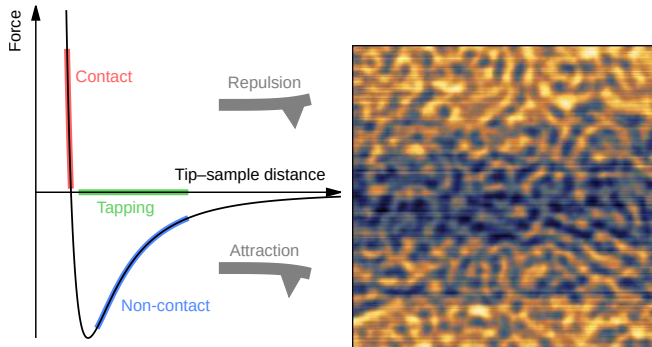 Force
Contact
Repulsion
Tip–sample distance
Tapping
Attraction
Non-contact